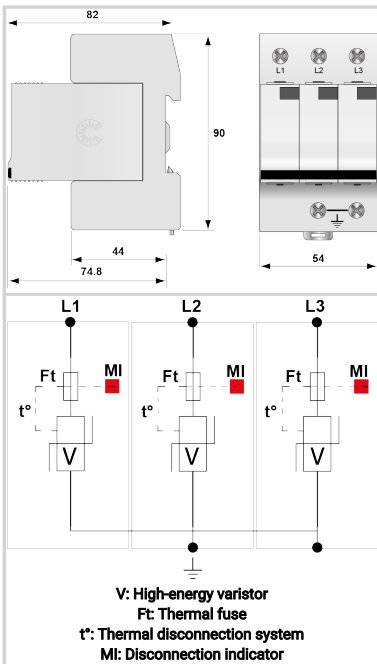 82
L1 L2 L3
90
44
74.8
54
L1 L2 L3
Ft MI Ft MI Ft MI
t° t° t°
V V V
V: High-energy varistor
Ft: Thermal fuse
t°: Thermal disconnection system
MI: Disconnection indicator